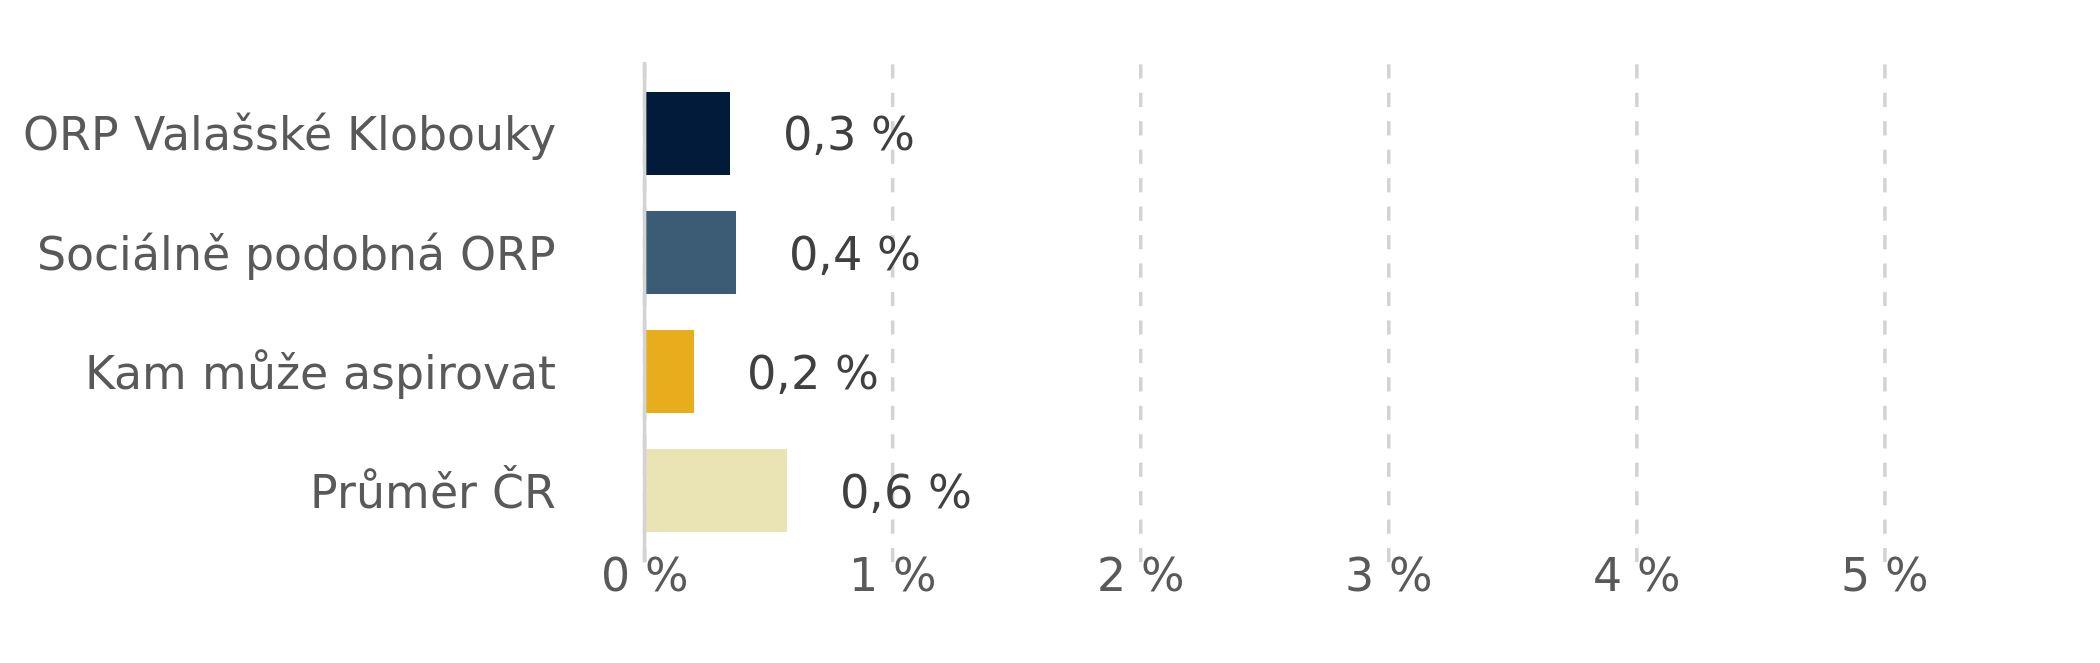 ORP Valašské Klobouky 0,3 %
Sociálně podobná ORP 0,4 %
Kam může aspirovat 0,2 %
Průměr ČR 0,6 %
0 % 1 % 2 % 3 % 4 % 5 %